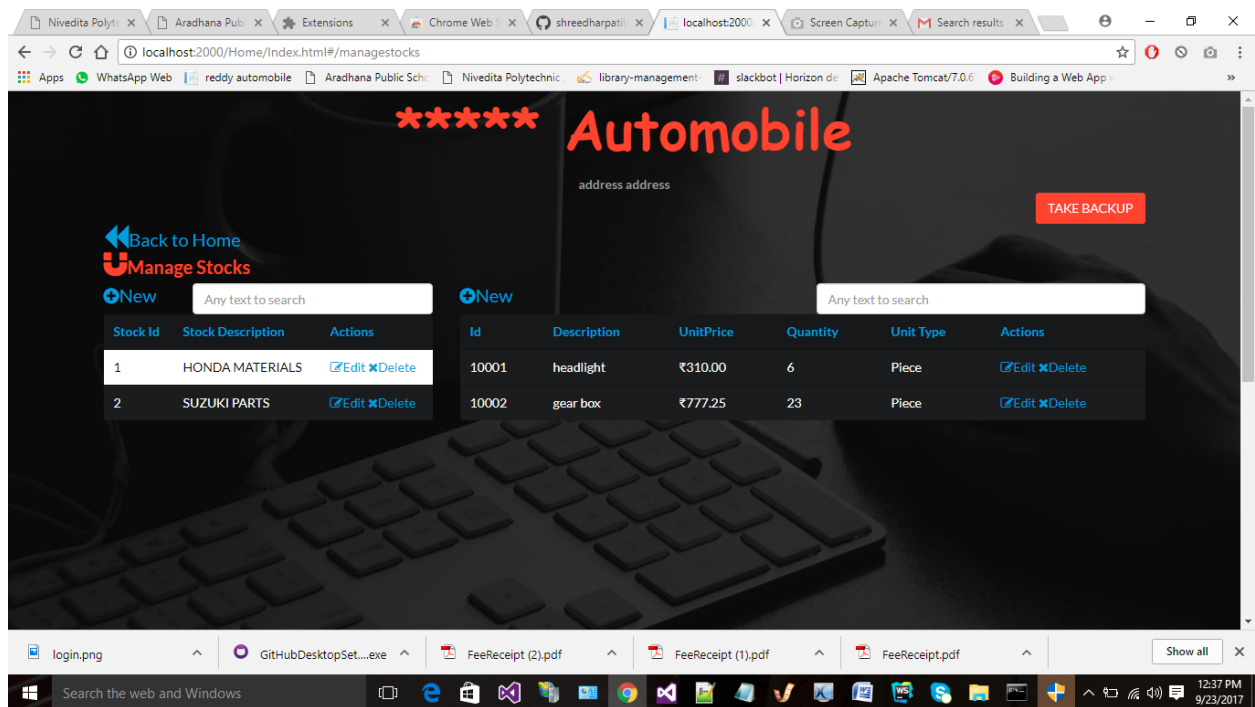 Nivedita Polyte
Aradhana Publ
Extensions
Chrome Web S
shreedharpatil
localhost:2000
Screen Capture
Search results
localhost:2000/Home/Index.html#/managestocks
Apps WhatsApp Web reddy automobile Aradhana Public Scho Nivedita Polytechnic library-management- slackbot | Horizon de Apache Tomcat/7.0.6 Building a Web App
***** Automobile
address address
TAKE BACKUP
Back to Home
Manage Stocks
New Any text to search
Stock Id Stock Description Actions
1 HONDA MATERIALS Edit Delete
2 SUZUKI PARTS Edit Delete
New Any text to search
Id Description UnitPrice Quantity Unit Type Actions
10001 headlight ₹310.00 6 Piece Edit Delete
10002 gear box ₹777.25 23 Piece Edit Delete
login.png GitHubDesktopSet....exe FeeReceipt (2).pdf FeeReceipt (1).pdf FeeReceipt.pdf Show all
Search the web and Windows
12:37 PM
9/23/2017